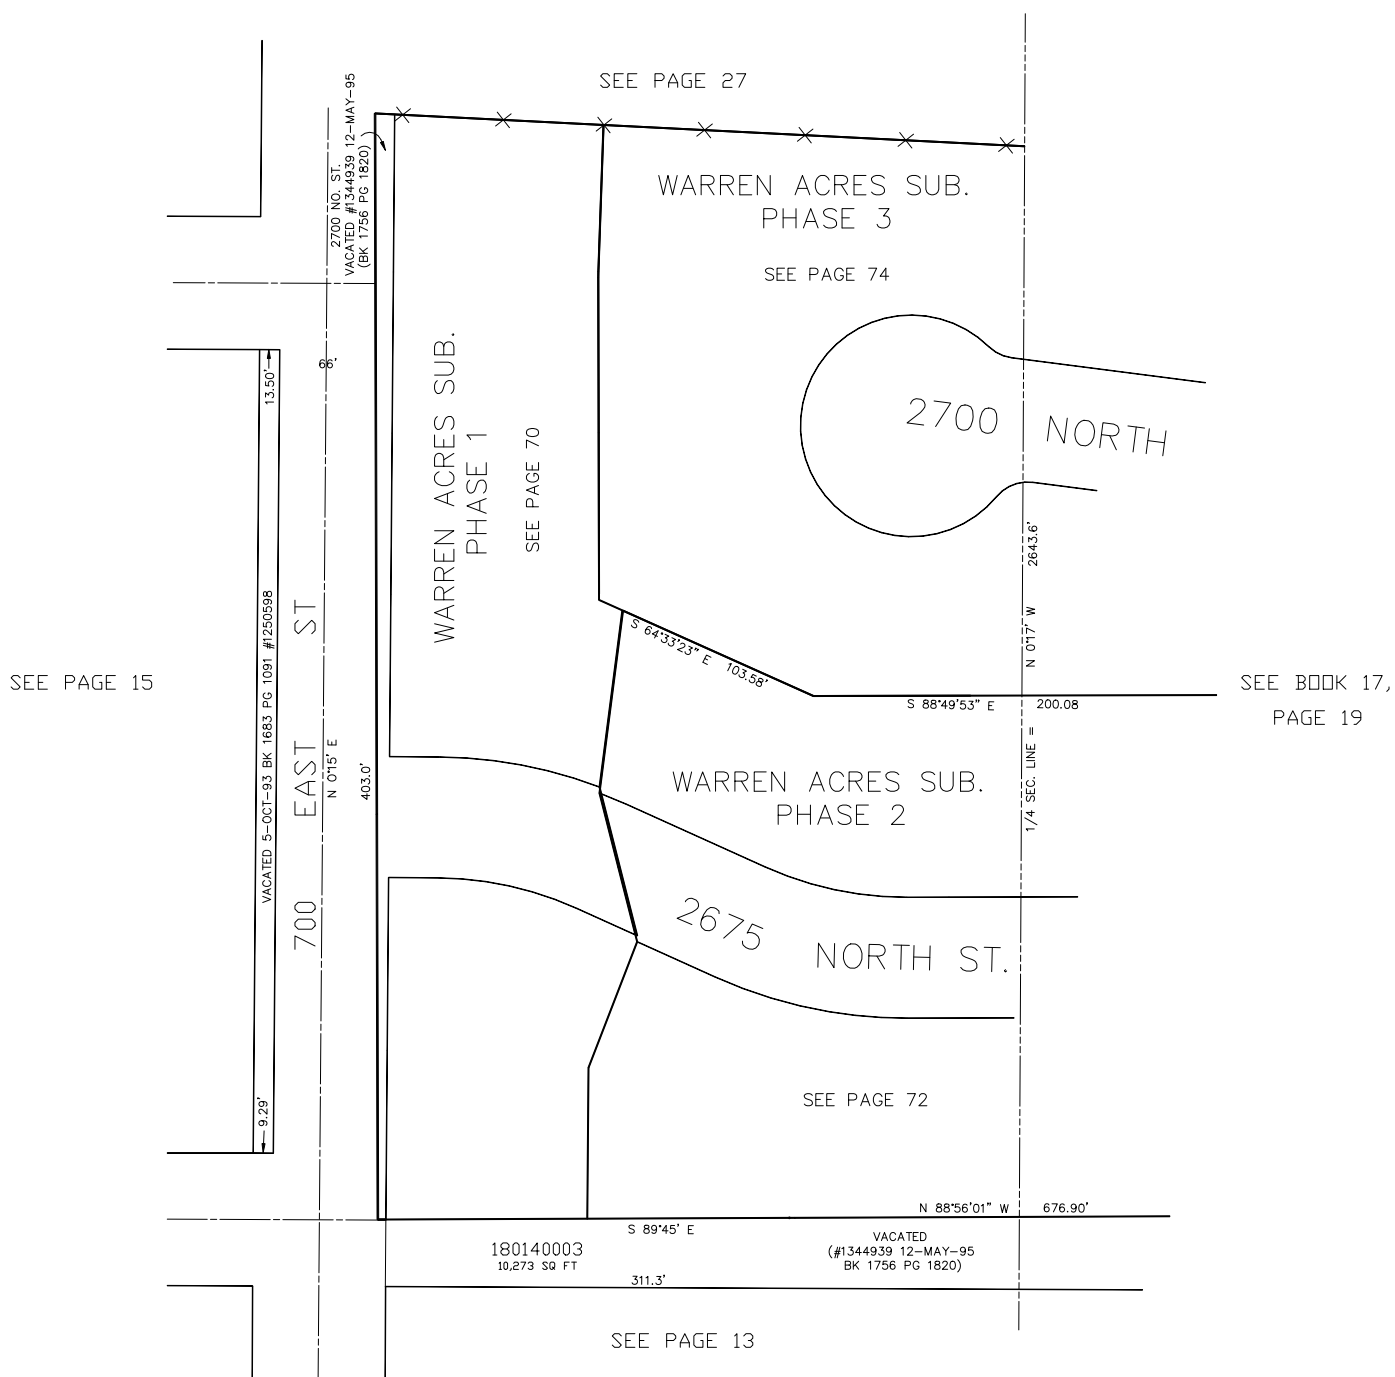 SEE PAGE 27
2700 NO. ST.
VACATED #1344939 12-MAY-95
(BK 1756 PG 1820)
WARREN ACRES SUB.
PHASE 3
SEE PAGE 74
66'
13.50'
WARREN ACRES SUB.
PHASE 1
SEE PAGE 70
2700 NORTH
2643.6'
N 0°17' W
1/4 SEC. LINE =
S 64°33'23" E 103.58'
SEE PAGE 15
VACATED 5-OCT-93 BK 1683 PG 1091 #1250598
700 EAST ST
N 0°15' E
403.0'
S 88°49'53" E 200.08
SEE BOOK 17,
PAGE 19
WARREN ACRES SUB.
PHASE 2
2675 NORTH ST.
9.29'
SEE PAGE 72
N 88°56'01" W 676.90'
S 89°45' E
180140003
10,273 SQ FT
VACATED
(#1344939 12-MAY-95
BK 1756 PG 1820)
311.3'
SEE PAGE 13